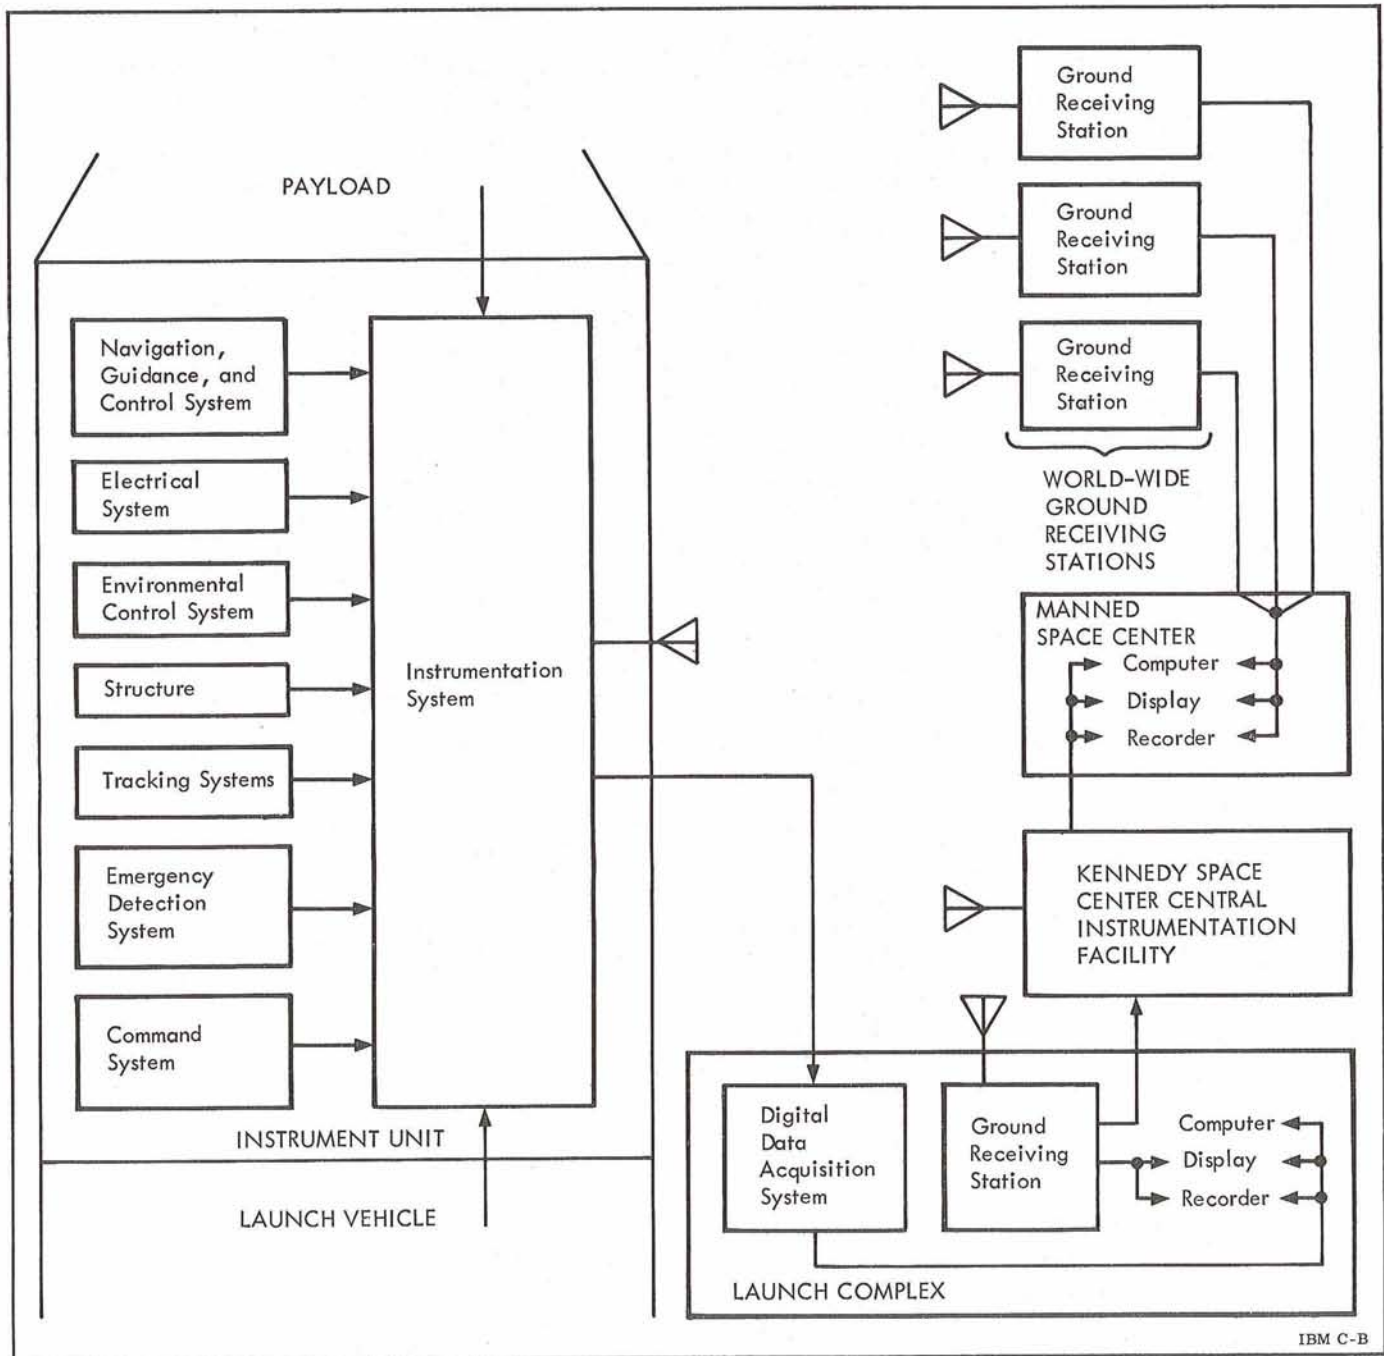 PAYLOAD
Navigation,
Guidance, and
Control System
Electrical
System
Environmental
Control System
Structure
Tracking Systems
Emergency
Detection
System
Command
System
Instrumentation
System
INSTRUMENT UNIT
LAUNCH VEHICLE
Ground
Receiving
Station
Ground
Receiving
Station
Ground
Receiving
Station
WORLD-WIDE
GROUND
RECEIVING
STATIONS
MANNED
SPACE CENTER
Computer
Display
Recorder
KENNEDY SPACE
CENTER CENTRAL
INSTRUMENTATION
FACILITY
Digital
Data
Acquisition
System
Ground
Receiving
Station
Computer
Display
Recorder
LAUNCH COMPLEX
IBM C-B